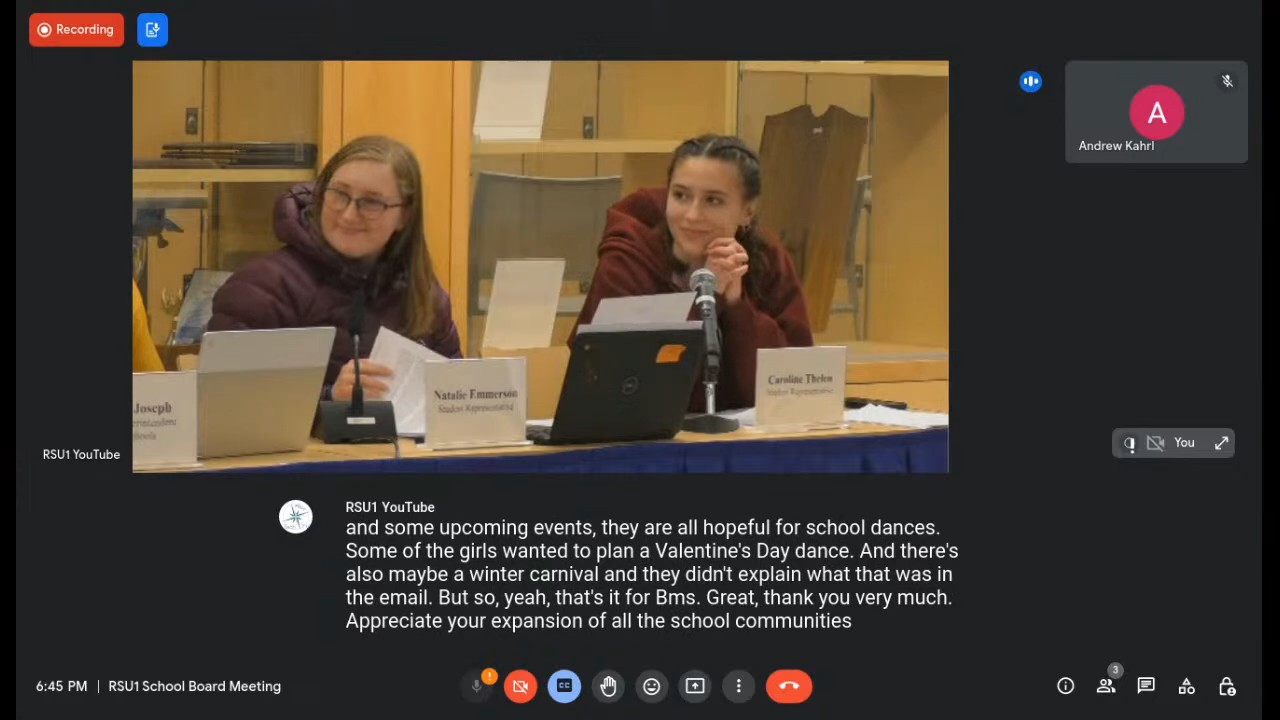 Recording
A
Andrew Kahrl
Joseph
Natalie Emmerson
Student Representative
Caroline Thelen
Student Representative
RSU1 YouTube
You
RSU1 YouTube
and some upcoming events, they are all hopeful for school dances.
Some of the girls wanted to plan a Valentine's Day dance. And there's
also maybe a winter carnival and they didn't explain what that was in
the email. But so, yeah, that's it for Bms. Great, thank you very much.
Appreciate your expansion of all the school communities
3
6:45 PM | RSU1 School Board Meeting
CC